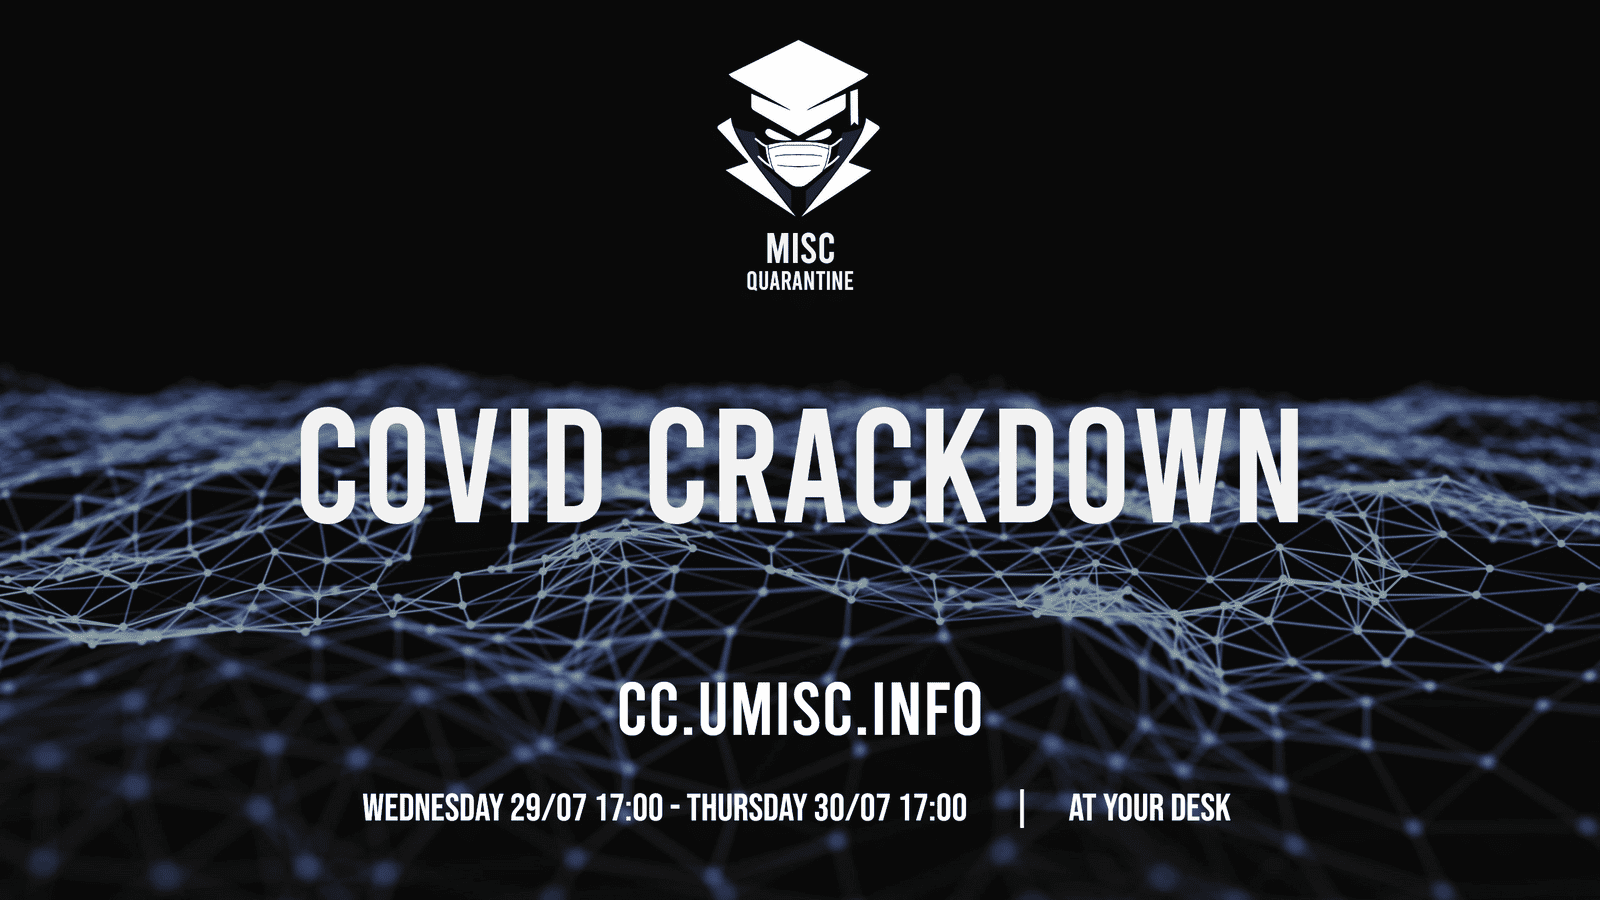 MISC
QUARANTINE
COVID CRACKDOWN
CC.UMISC.INFO
WEDNESDAY 29/07 17:00 - THURSDAY 30/07 17:00 | AT YOUR DESK